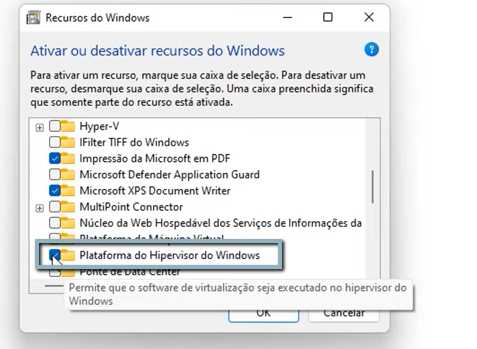 Recursos do Windows
Ativar ou desativar recursos do Windows
?
Para ativar um recurso, marque sua caixa de seleção. Para desativar um
recurso, desmarque sua caixa de seleção. Uma caixa preenchida significa
que somente parte do recurso está ativada.
Hyper-V
IFilter TIFF do Windows
Impressão da Microsoft em PDF
Microsoft Defender Application Guard
Microsoft XPS Document Writer
MultiPoint Connector
Núcleo da Web Hospedável dos Serviços de Informações da
Plataforma de Máquina Virtual
Plataforma do Hipervisor do Windows
Ponte de Data Center
Permite que o software de virtualização seja executado no hipervisor do
Windows
OK
Cancelar